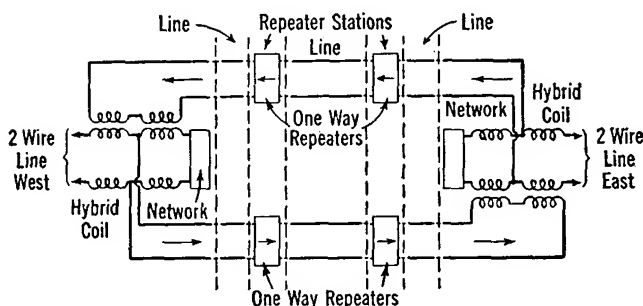 Repeater Stations
Line
Line
Line
One Way
Repeaters
Network
Hybrid
Coil
2 Wire
Line
West
2 Wire
Line
East
Hybrid
Coil
Network
One Way Repeaters